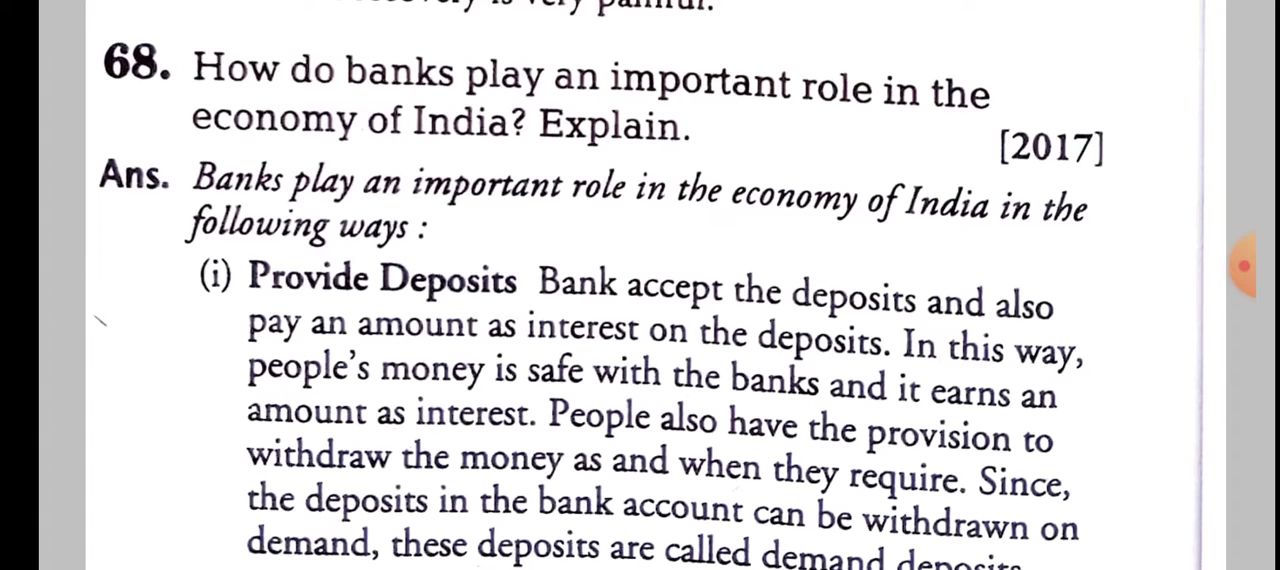 68. How do banks play an important role in the
economy of India? Explain.
[2017]
Ans. Banks play an important role in the economy of India in the
following ways :
(i) Provide Deposits Bank accept the deposits and also
pay an amount as interest on the deposits. In this way,
people's money is safe with the banks and it earns an
amount as interest. People also have the provision to
withdraw the money as and when they require. Since,
the deposits in the bank account can be withdrawn on
demand, these deposits are called demand deposits